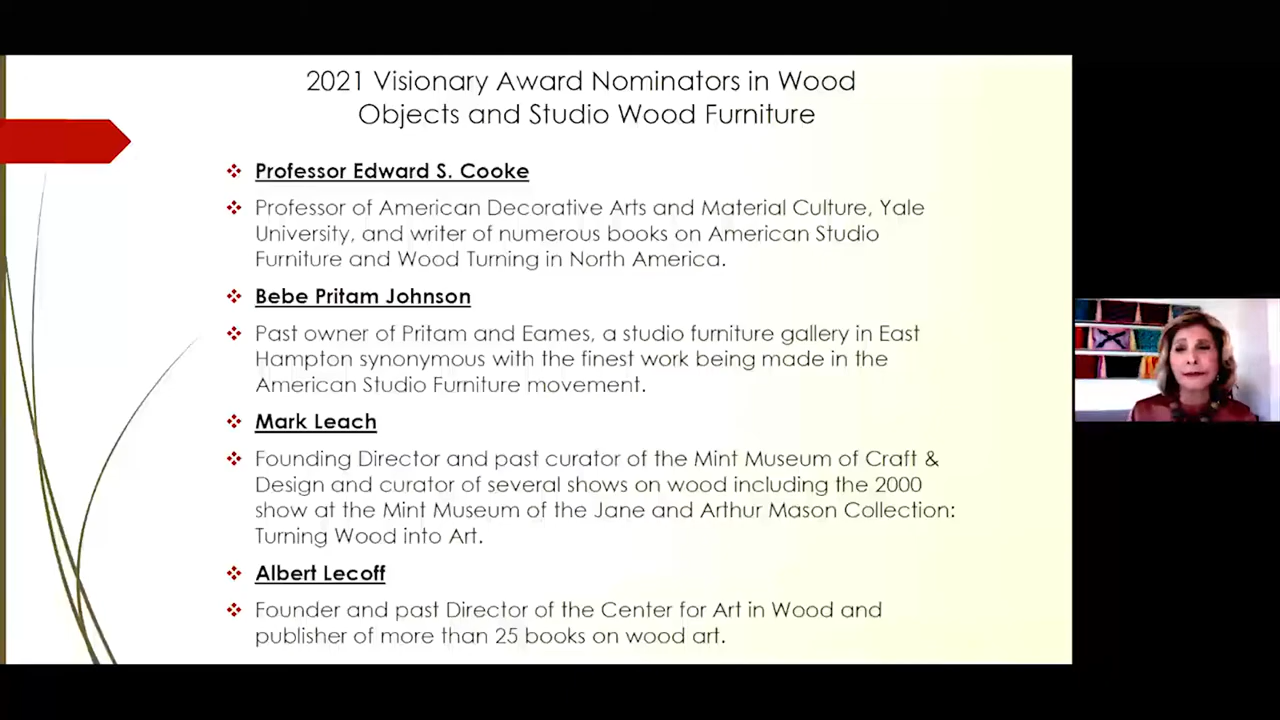 2021 Visionary Award Nominators in Wood
Objects and Studio Wood Furniture
Professor Edward S. Cooke
Professor of American Decorative Arts and Material Culture, Yale
University, and writer of numerous books on American Studio
Furniture and Wood Turning in North America.
Bebe Pritam Johnson
Past owner of Pritam and Eames, a studio furniture gallery in East
Hampton synonymous with the finest work being made in the
American Studio Furniture movement.
Mark Leach
Founding Director and past curator of the Mint Museum of Craft &
Design and curator of several shows on wood including the 2000
show at the Mint Museum of the Jane and Arthur Mason Collection:
Turning Wood into Art.
Albert Lecoff
Founder and past Director of the Center for Art in Wood and
publisher of more than 25 books on wood art.